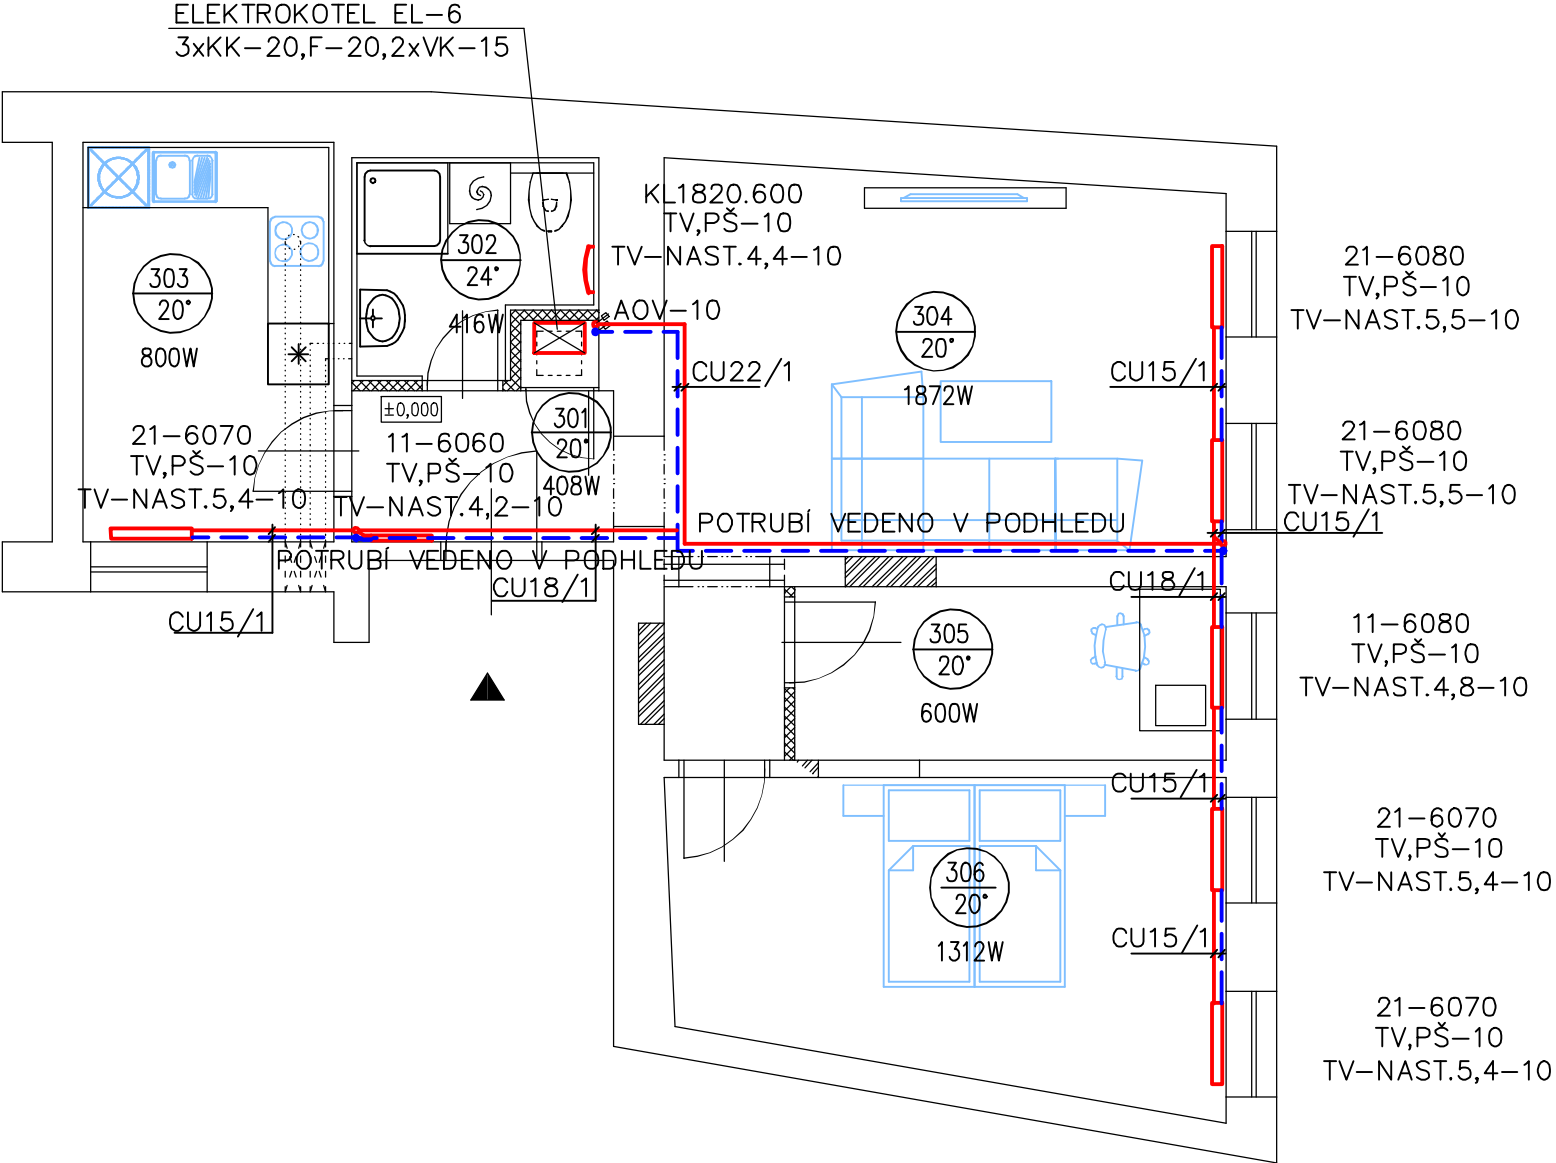 ELEKTROKOTEL EL-6
3xKK-20,F-20,2xVK-15
KL1820.600
TV,PŠ-10
TV-NAST.4,4-10
AOV-10
302
24°
416W
303
20°
800W
304
20°
1872W
CU22/1
CU15/1
21-6080
TV,PŠ-10
TV-NAST.5,5-10
±0,000
301
20°
408W
21-6070
TV,PŠ-10
TV-NAST.5,4-10
11-6060
TV,PŠ-10
TV-NAST.4,2-10
21-6080
TV,PŠ-10
TV-NAST.5,5-10
POTRUBÍ VEDENO V PODHLEDU
CU15/1
POTRUBÍ VEDENO V PODHLEDU
CU18/1
CU18/1
CU15/1
305
20°
600W
11-6080
TV,PŠ-10
TV-NAST.4,8-10
CU15/1
21-6070
TV,PŠ-10
TV-NAST.5,4-10
306
20°
1312W
CU15/1
21-6070
TV,PŠ-10
TV-NAST.5,4-10